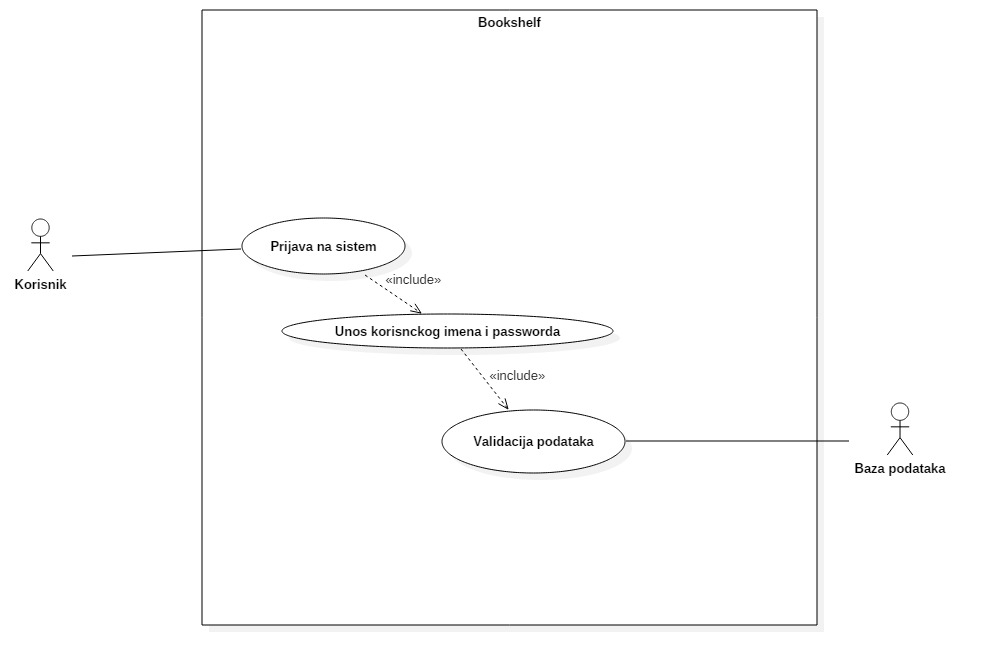 Bookshelf
Korisnik
Prijava na sistem
«include»
Unos korisnckog imena i passworda
«include»
Validacija podataka
Baza podataka